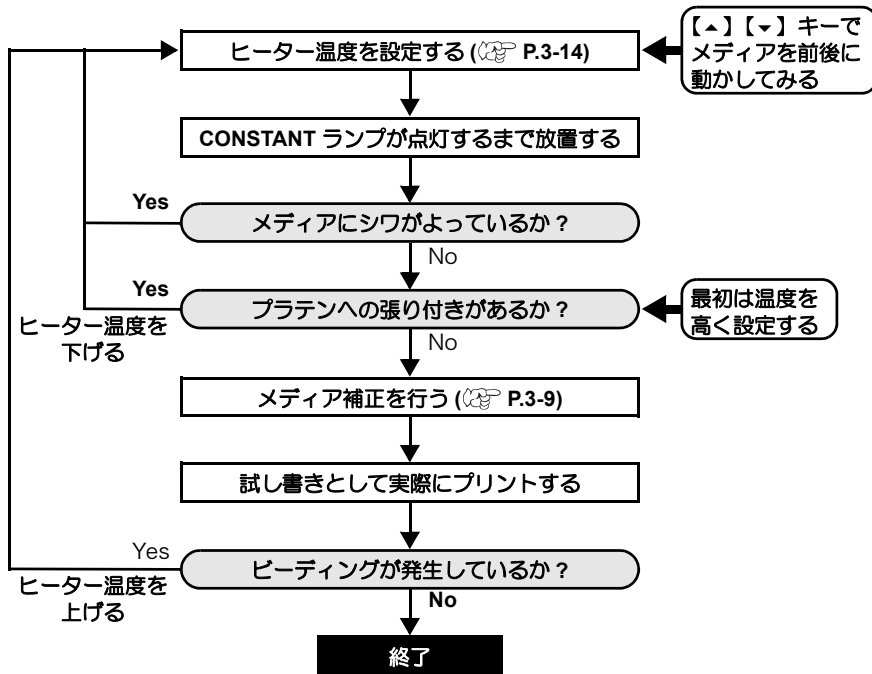 ヒーター温度を設定する (☞ P.3-14)
【▲】【▼】キーで
メディアを前後に
動かしてみる
CONSTANT ランプが点灯するまで放置する
Yes
メディアにシワがよっているか？
No
Yes
プラテンへの張り付きがあるか？
最初は温度を
高く設定する
ヒーター温度を
下げる
No
メディア補正を行う (☞ P.3-9)
試し書きとして実際にプリントする
Yes
ビーディングが発生しているか？
ヒーター温度を
上げる
No
終了